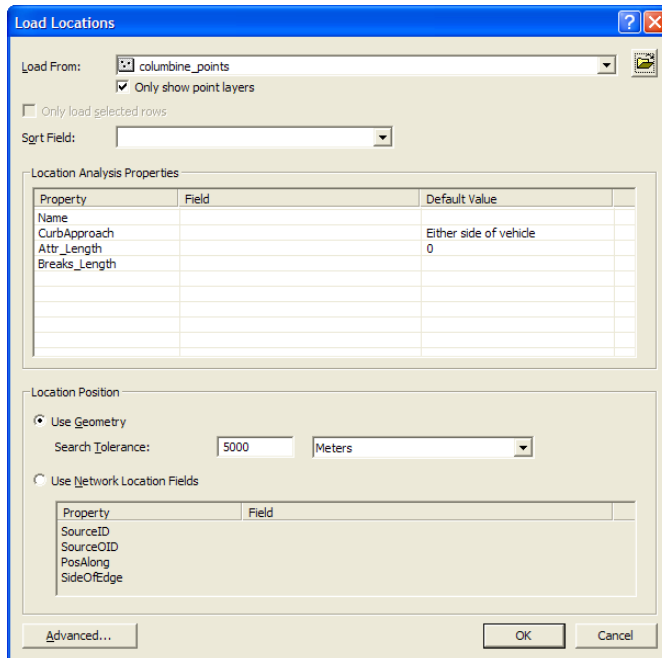 Load Locations
Load From: columbine_points
Only show point layers
Only load selected rows
Sort Field:
Location Analysis Properties
Property Field Default Value
Name
CurbApproach Either side of vehicle
Attr_Length 0
Breaks_Length
Location Position
Use Geometry
Search Tolerance: 5000 Meters
Use Network Location Fields
Property Field
SourceID
SourceOID
PosAlong
SideOfEdge
Advanced... OK Cancel